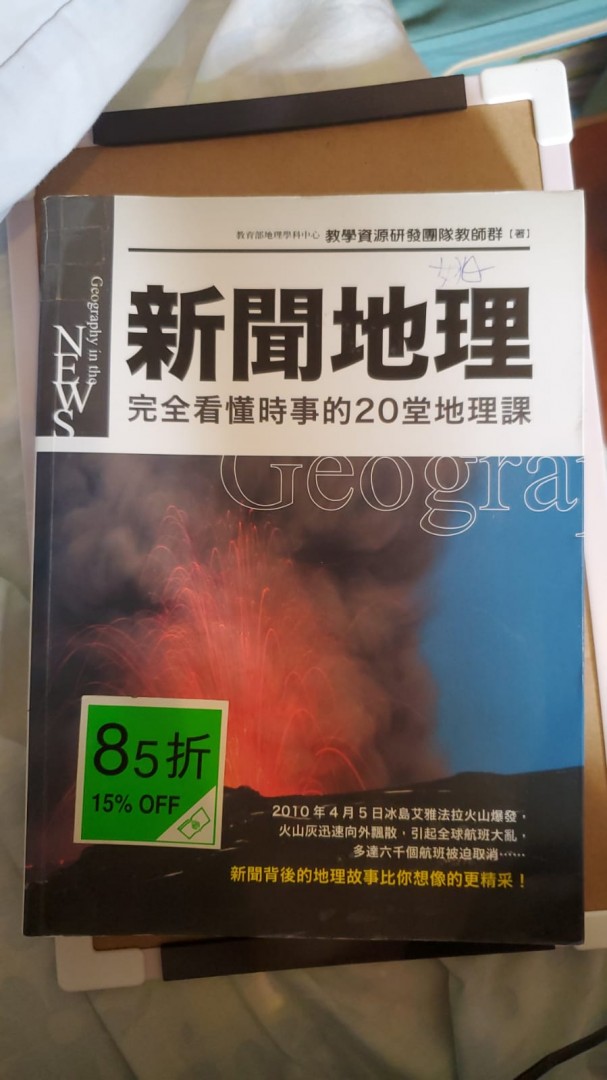 教育部地理學科中心 教學資源研發團隊教師群【著】
Geography in the
NEWS
新聞地理
完全看懂時事的20堂地理課
Geogra
85折
15% OFF
2010年4月5日冰島艾雅法拉火山爆發，
火山灰迅速向外飄散，引起全球航班大亂，
多達六千個航班被迫取消……
新聞背後的地理故事比你想像的更精采！